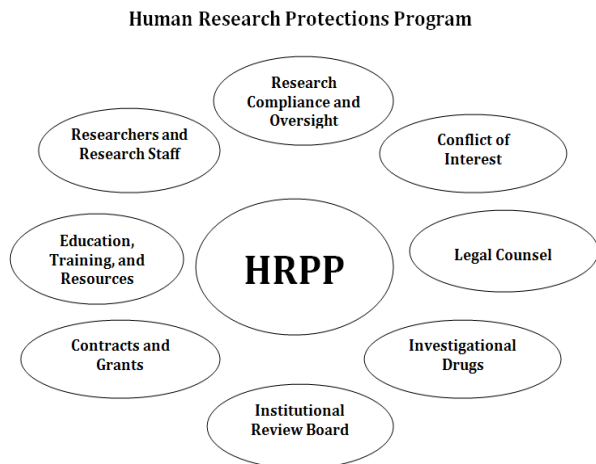 Human Research Protections Program
Research
Compliance and
Oversight
Researchers and
Research Staff
Conflict of
Interest
Education,
Training, and
Resources
HRPP
Legal Counsel
Contracts and
Grants
Investigational
Drugs
Institutional
Review Board